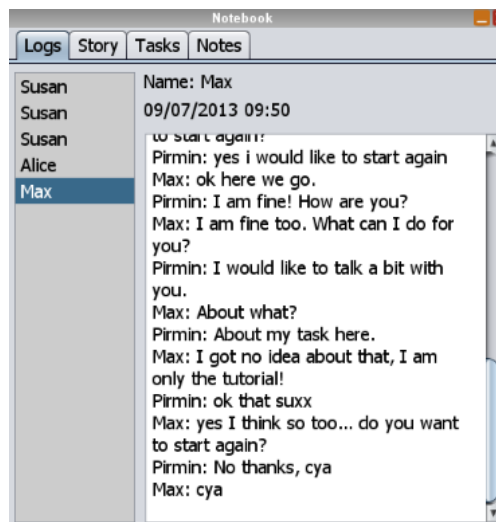 Notebook
Logs Story Tasks Notes
Susan
Susan
Susan
Alice
Max
Name: Max
09/07/2013 09:50
to start again?
Pirmin: yes i would like to start again
Max: ok here we go.
Pirmin: I am fine! How are you?
Max: I am fine too. What can I do for
you?
Pirmin: I would like to talk a bit with
you.
Max: About what?
Pirmin: About my task here.
Max: I got no idea about that, I am
only the tutorial!
Pirmin: ok that suxx
Max: yes I think so too... do you want
to start again?
Pirmin: No thanks, cya
Max: cya